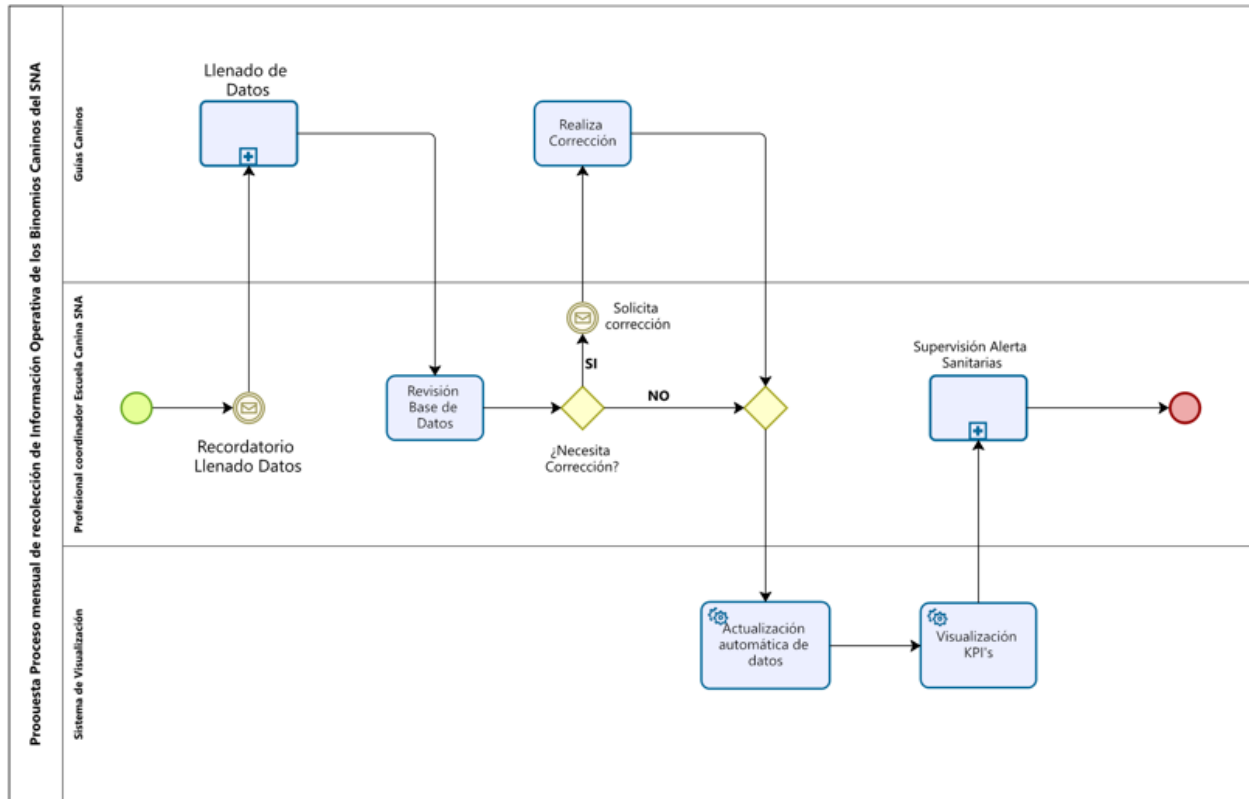 Proouesta Proceso mensual de recolección de Información Operativa de los Binomios Caninos del SNA
Guías Caninos
Llenado de
Datos
Realiza
Corrección
Profesional coordinador Escuela Canina SNA
Solicita
corrección
SI
NO
Recordatorio
Llenado Datos
Revisión
Base de
Datos
¿Necesita
Corrección?
Supervisión Alerta
Sanitarias
Sistema de Visualización
Actualización
automática de
datos
Visualización
KPI's